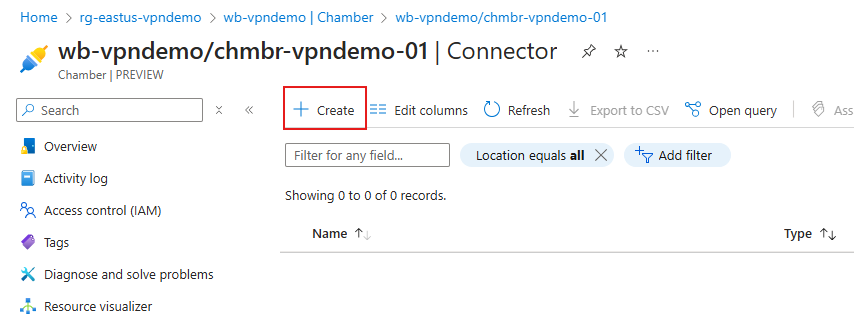 Home > rg-eastus-vpndemo > wb-vpndemo | Chamber > wb-vpndemo/chmbr-vpndemo-01 >
wb-vpndemo/chmbr-vpndemo-01 | Connector ...
Chamber | PREVIEW
Search
Create Edit columns Refresh Export to CSV Open query Ass
Overview
Filter for any field... Location equals all Add filter
Activity log
Showing 0 to 0 of 0 records.
Access control (IAM)
Name Type
Tags
Diagnose and solve problems
Resource visualizer